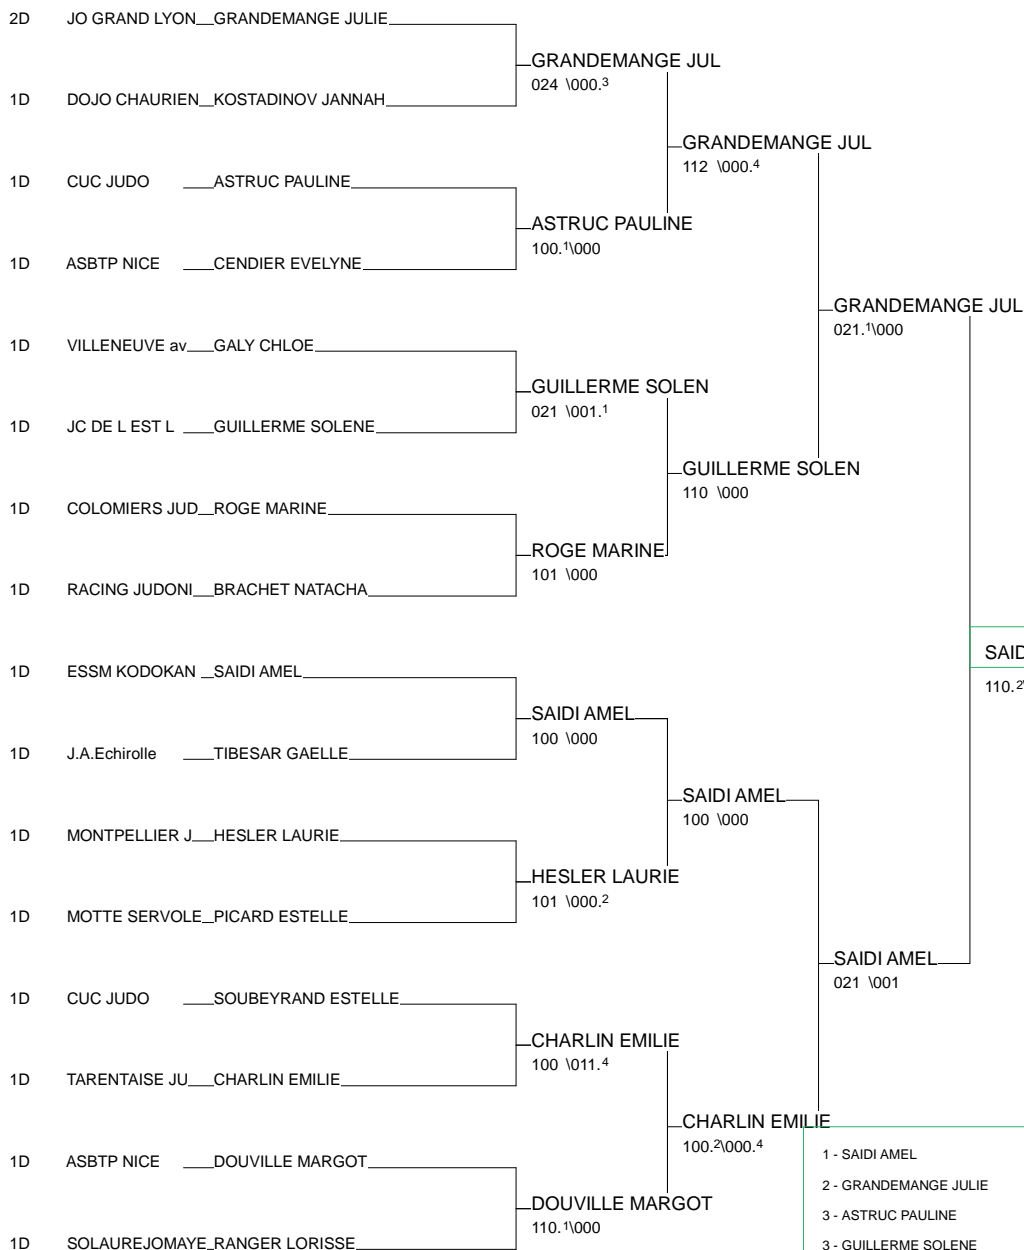 2D JO GRAND LYON GRANDEMANGE JULIE
GRANDEMANGE JUL
024 \000.3
1D DOJO CHAURIEN KOSTADINOV JANNAH
GRANDEMANGE JUL
112 \000.4
1D CUC JUDO ASTRUC PAULINE
ASTRUC PAULINE
100.1\000
1D ASBTP NICE CENDIER EVELYNE
GRANDEMANGE JUL
021.1\000
1D VILLENEUVE av GALY CHLOE
GUILLERME SOLEN
021 \001.1
1D JC DE L EST L GUILLERME SOLENE
GUILLERME SOLEN
110 \000
1D COLOMIERS JUD ROGE MARINE
ROGE MARINE
101 \000
1D RACING JUDONI BRACHET NATACHA
SAID
110.2\
1D ESSM KODOKAN SAIDI AMEL
SAIDI AMEL
100 \000
1D J.A.Echirolle TIBESAR GAELLE
SAIDI AMEL
100 \000
1D MONTPELLIER J HESLER LAURIE
HESLER LAURIE
101 \000.2
1D MOTTE SERVOLE PICARD ESTELLE
SAIDI AMEL
021 \001
1D CUC JUDO SOUBEYRAND ESTELLE
CHARLIN EMILIE
100 \011.4
1D TARENTAISE JU CHARLIN EMILIE
CHARLIN EMILIE
100.2\000.4
1D ASBTP NICE DOUVILLE MARGOT
DOUVILLE MARGOT
110.1\000
1D SOLAUREJOMAYE RANGER LORISSE
1 - SAIDI AMEL
2 - GRANDEMANGE JULIE
3 - ASTRUC PAULINE
3 - GUILLERME SOLENE